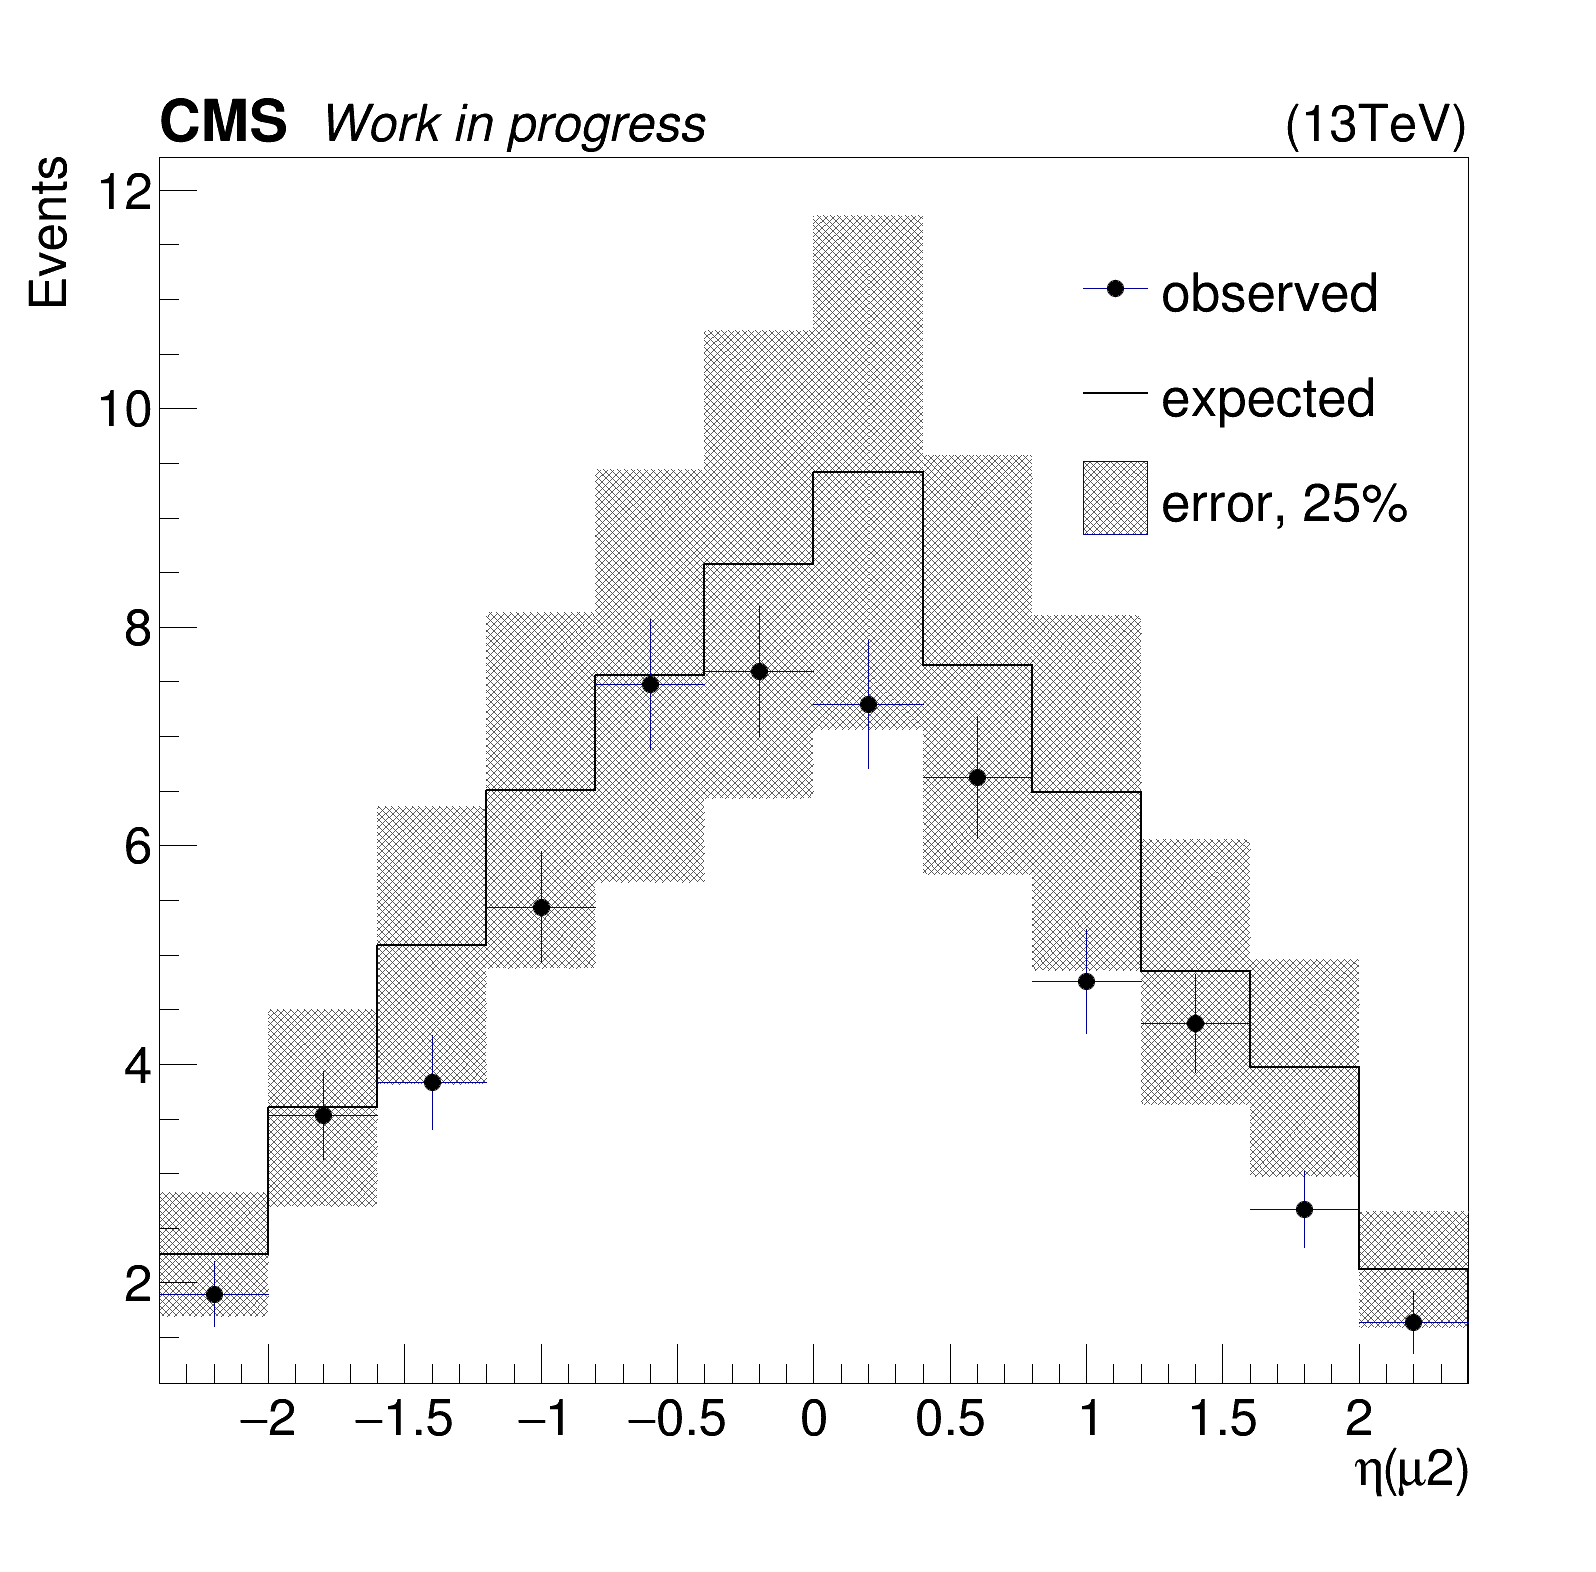 CMS Work in progress (13TeV)
Events
12
10
8
6
4
2
observed
expected
error, 25%
−2 −1.5 −1 −0.5 0 0.5 1 1.5 2
η(μ2)